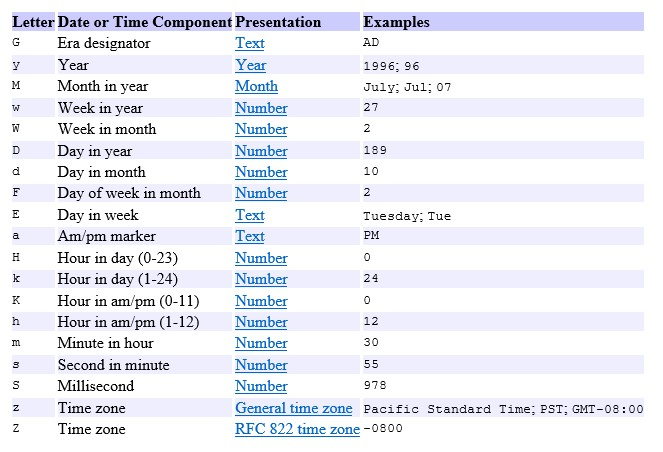 Letter Date or Time Component Presentation Examples
G Era designator Text AD
y Year Year 1996; 96
M Month in year Month July; Jul; 07
w Week in year Number 27
W Week in month Number 2
D Day in year Number 189
d Day in month Number 10
F Day of week in month Number 2
E Day in week Text Tuesday; Tue
a Am/pm marker Text PM
H Hour in day (0-23) Number 0
k Hour in day (1-24) Number 24
K Hour in am/pm (0-11) Number 0
h Hour in am/pm (1-12) Number 12
m Minute in hour Number 30
s Second in minute Number 55
S Millisecond Number 978
z Time zone General time zone Pacific Standard Time; PST; GMT-08:00
Z Time zone RFC 822 time zone -0800